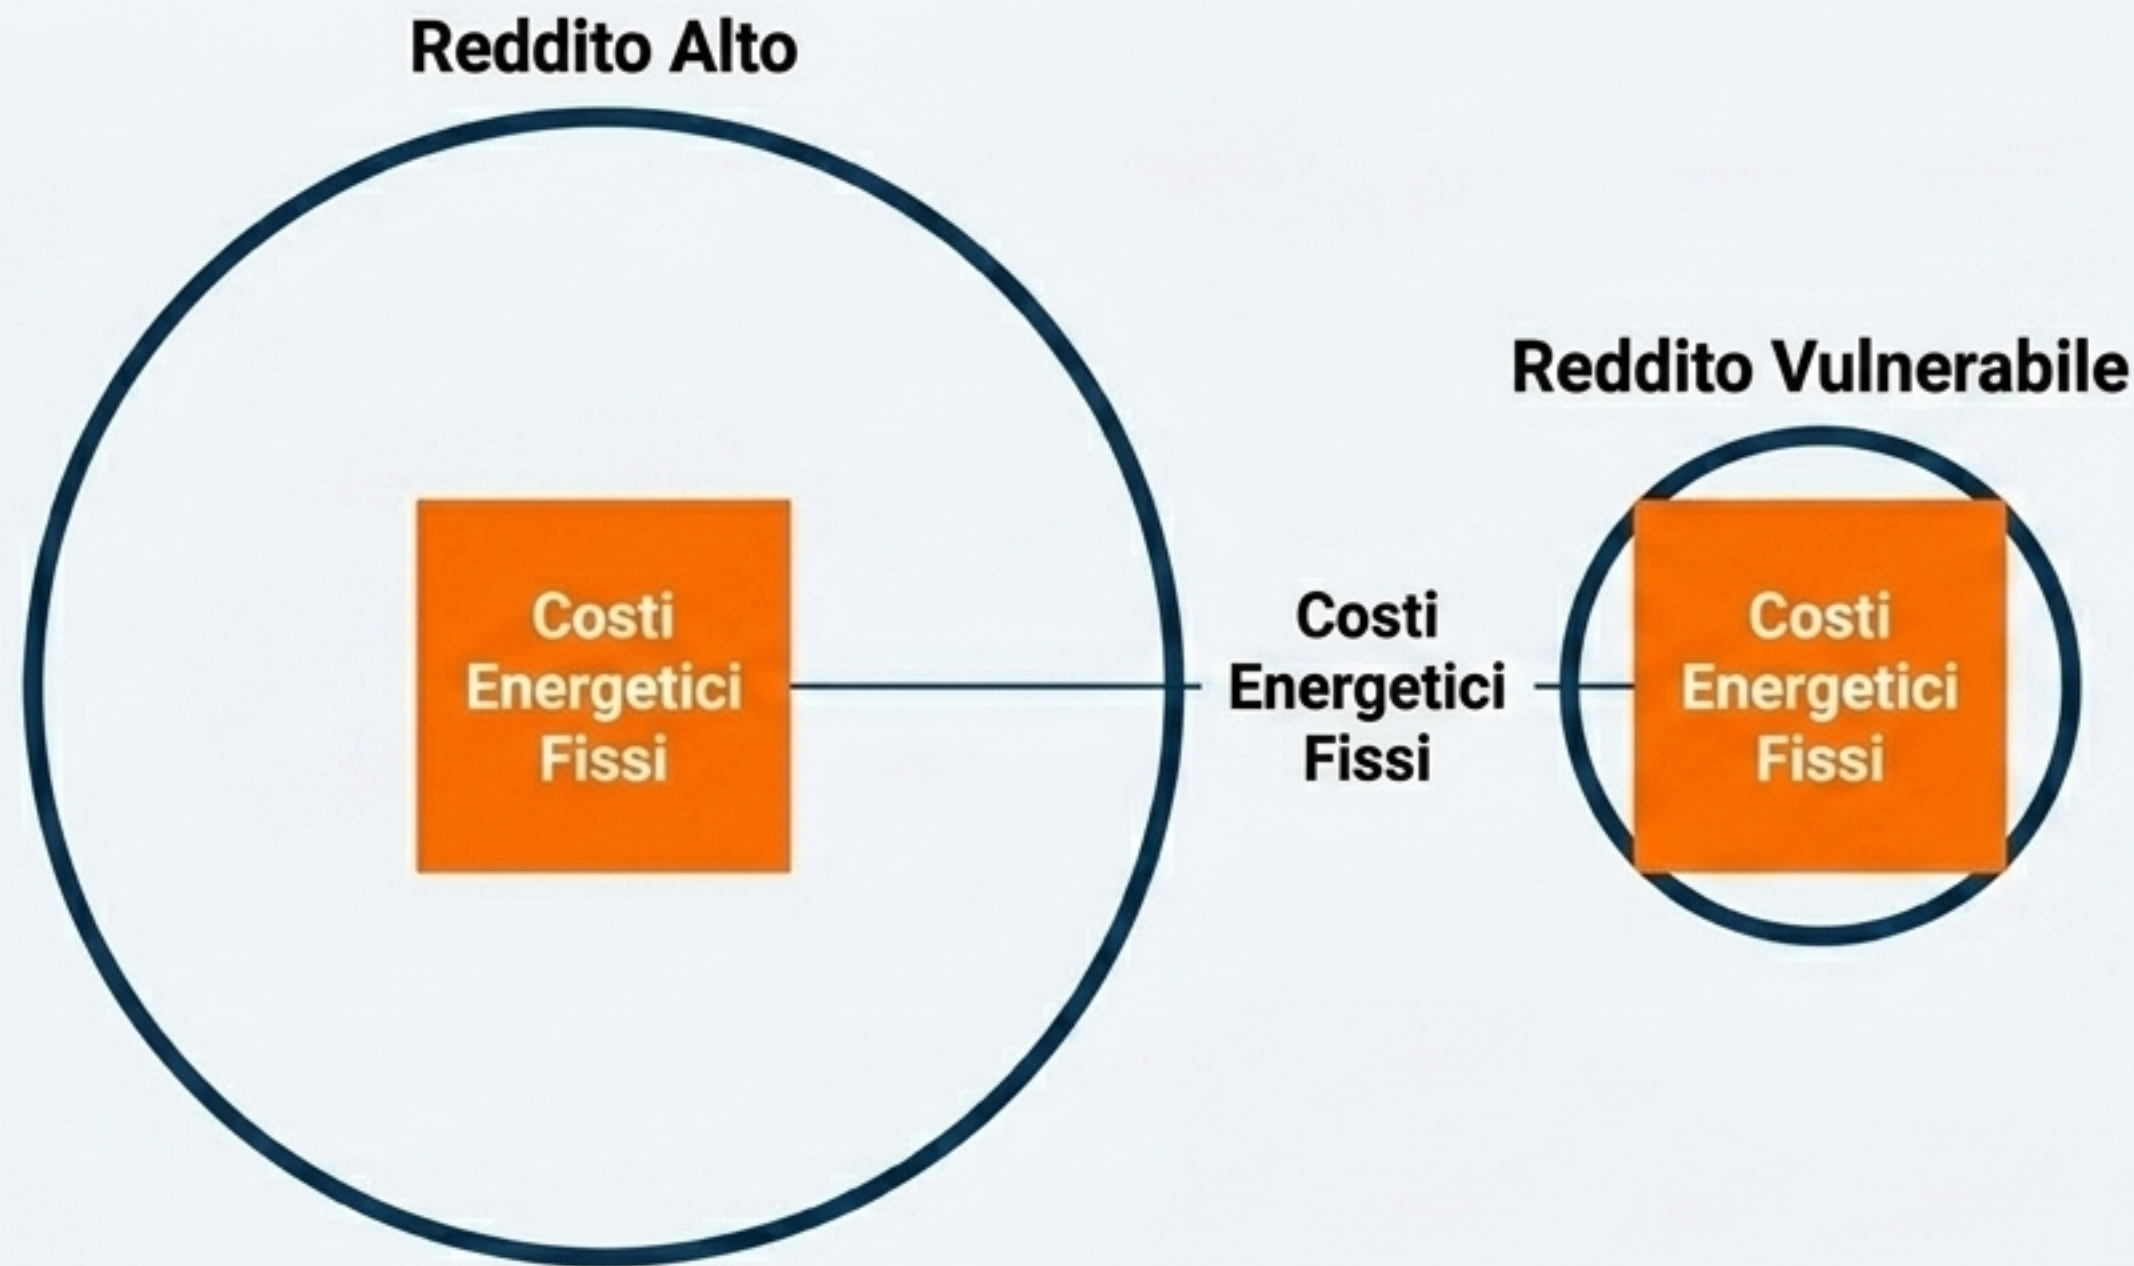 Reddito Alto
Reddito Vulnerabile
Costi
Energetici
Fissi
Costi
Energetici
Fissi
Costi
Energetici
Fissi